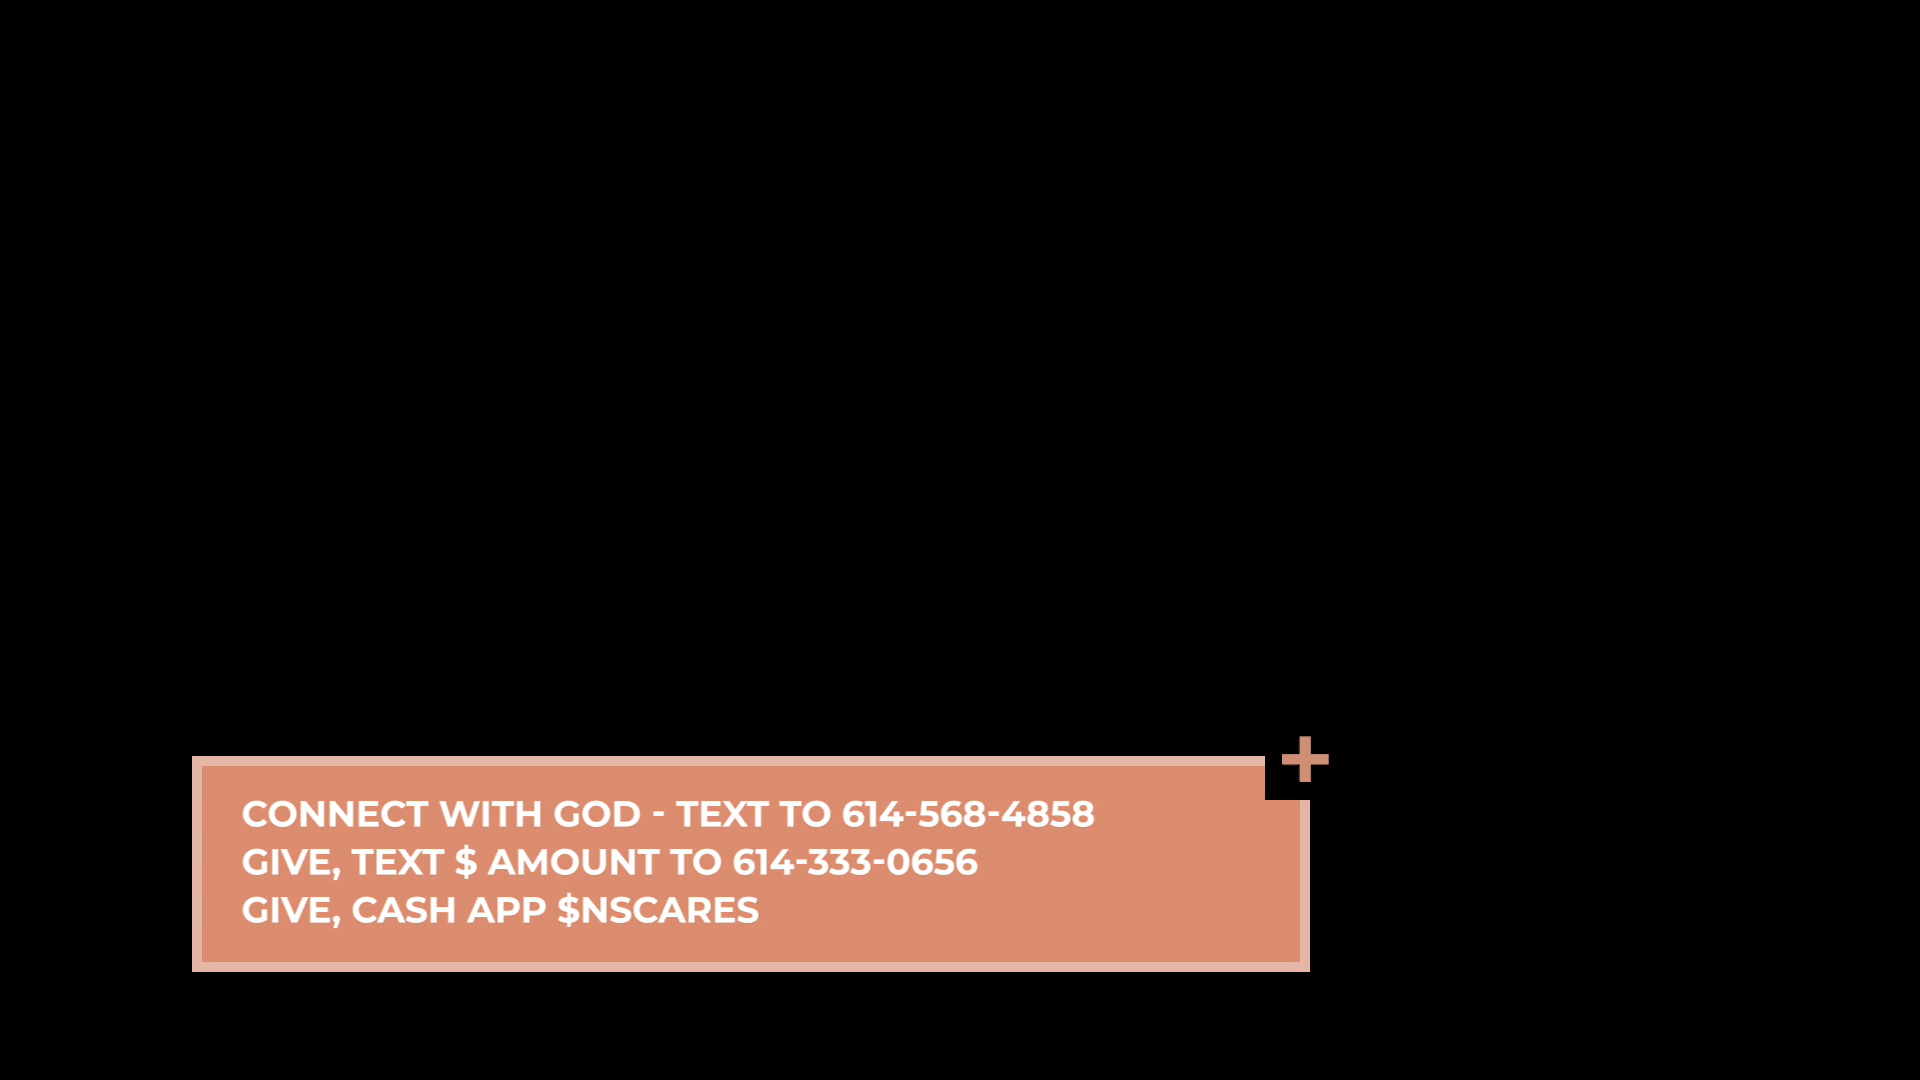 CONNECT WITH GOD - TEXT TO 614-568-4858
GIVE, TEXT $ AMOUNT TO 614-333-0656
GIVE, CASH APP $NSCARES